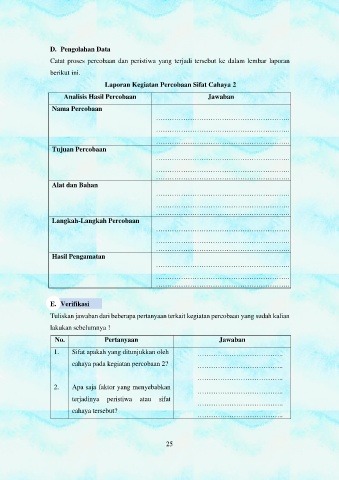 D. Pengolahan Data
Catat proses percobaan dan peristiwa yang terjadi tersebut ke dalam lembar laporan
berikut ini.
Laporan Kegiatan Percobaan Sifat Cahaya 2
Analisis Hasil Percobaan Jawaban
Nama Percobaan
Tujuan Percobaan
Alat dan Bahan
Langkah-Langkah Percobaan
Hasil Pengamatan
E. Verifikasi
Tuliskan jawaban dari beberapa pertanyaan terkait kegiatan percobaan yang sudah kalian
lakukan sebelumnya !
No. Pertanyaan Jawaban
1. Sifat apakah yang ditunjukkan oleh
cahaya pada kegiatan percobaan 2?
2. Apa saja faktor yang menyebabkan
terjadinya peristiwa atau sifat
cahaya tersebut?
25